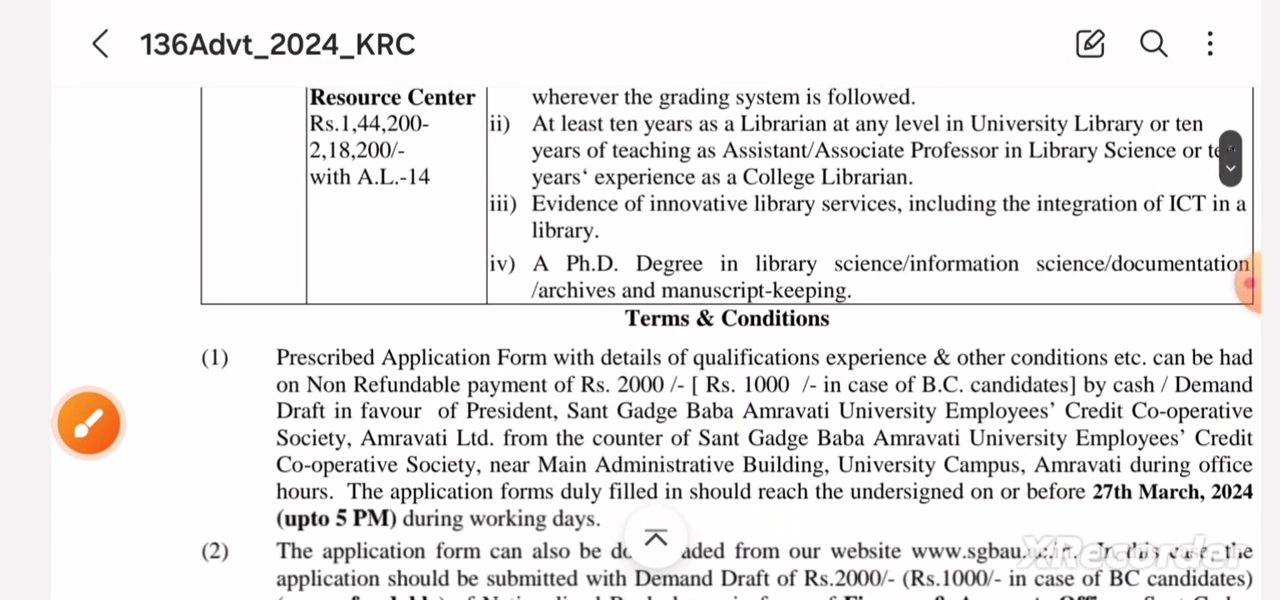 136Advt_2024_KRC
Resource Center
Rs.1,44,200-
2,18,200/-
with A.L.-14
wherever the grading system is followed.
ii) At least ten years as a Librarian at any level in University Library or ten
years of teaching as Assistant/Associate Professor in Library Science or
years‘ experience as a College Librarian.
iii) Evidence of innovative library services, including the integration of ICT in a
library.
iv) A Ph.D. Degree in library science/information science/documentation
/archives and manuscript-keeping.
Terms & Conditions
(1) Prescribed Application Form with details of qualifications experience & other conditions etc. can be had
on Non Refundable payment of Rs. 2000 /- [ Rs. 1000 /- in case of B.C. candidates] by cash / Demand
Draft in favour of President, Sant Gadge Baba Amravati University Employees’ Credit Co-operative
Society, Amravati Ltd. from the counter of Sant Gadge Baba Amravati University Employees’ Credit
Co-operative Society, near Main Administrative Building, University Campus, Amravati during office
hours. The application forms duly filled in should reach the undersigned on or before 27th March, 2024
(upto 5 PM) during working days.
(2) The application form can also be from our website the
application should be submitted with Demand Draft of Rs.2000/- (Rs.1000/- in case of BC candidates)
XRecorder